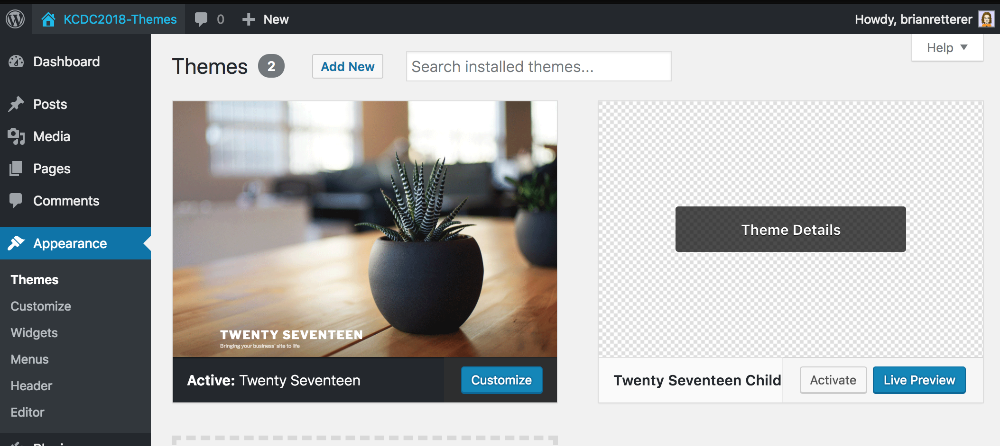 KCDC2018-Themes 0 New Howdy, brianretterer
Help
Dashboard
Posts
Media
Pages
Comments
Appearance
Themes
Customize
Widgets
Menus
Header
Editor
Themes 2 Add New Search installed themes...
TWENTY SEVENTEEN
Bringing your business' site to life
Active: Twenty Seventeen Customize
Theme Details
Twenty Seventeen Child Activate Live Preview